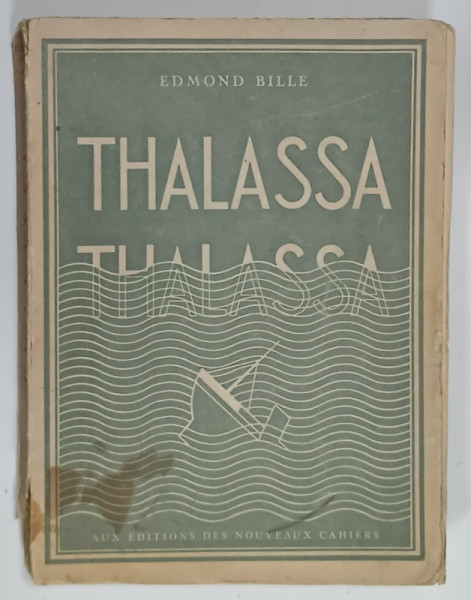 EDMOND BILLE
THALASSA
THALASSA
AUX EDITIONS DES NOUVEAUX CAHIERS